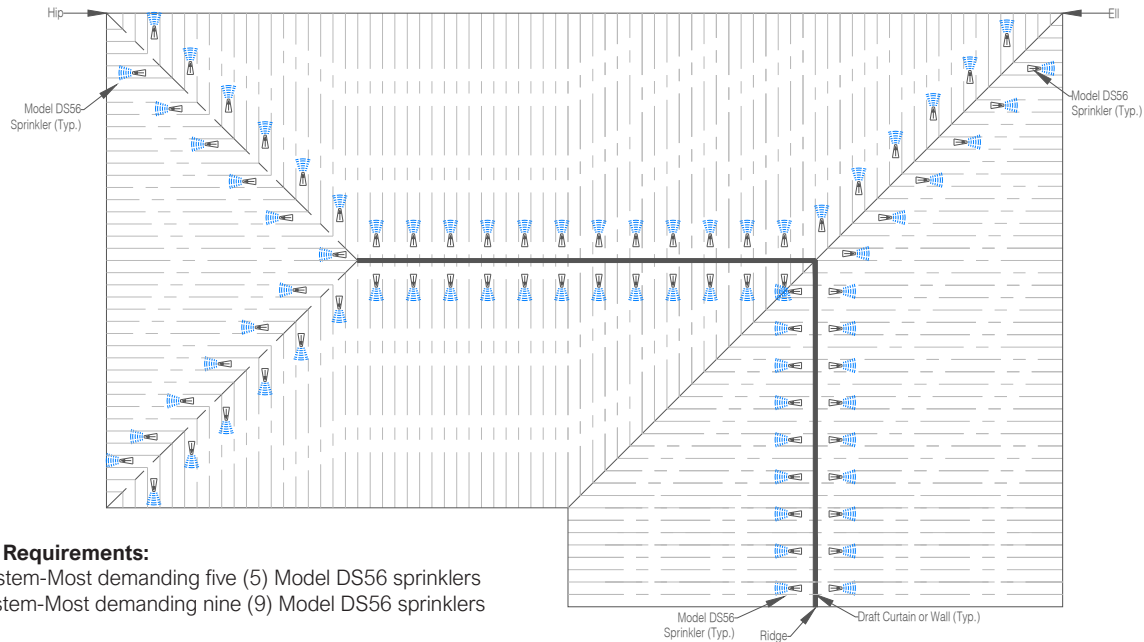 Hip
Ell
Model DS56
Sprinkler (Typ.)
Model DS56
Sprinkler (Typ.)
Requirements:
stem-Most demanding five (5) Model DS56 sprinklers
stem-Most demanding nine (9) Model DS56 sprinklers
Model DS56
Sprinkler (Typ.)
Ridge
Draft Curtain or Wall (Typ.)